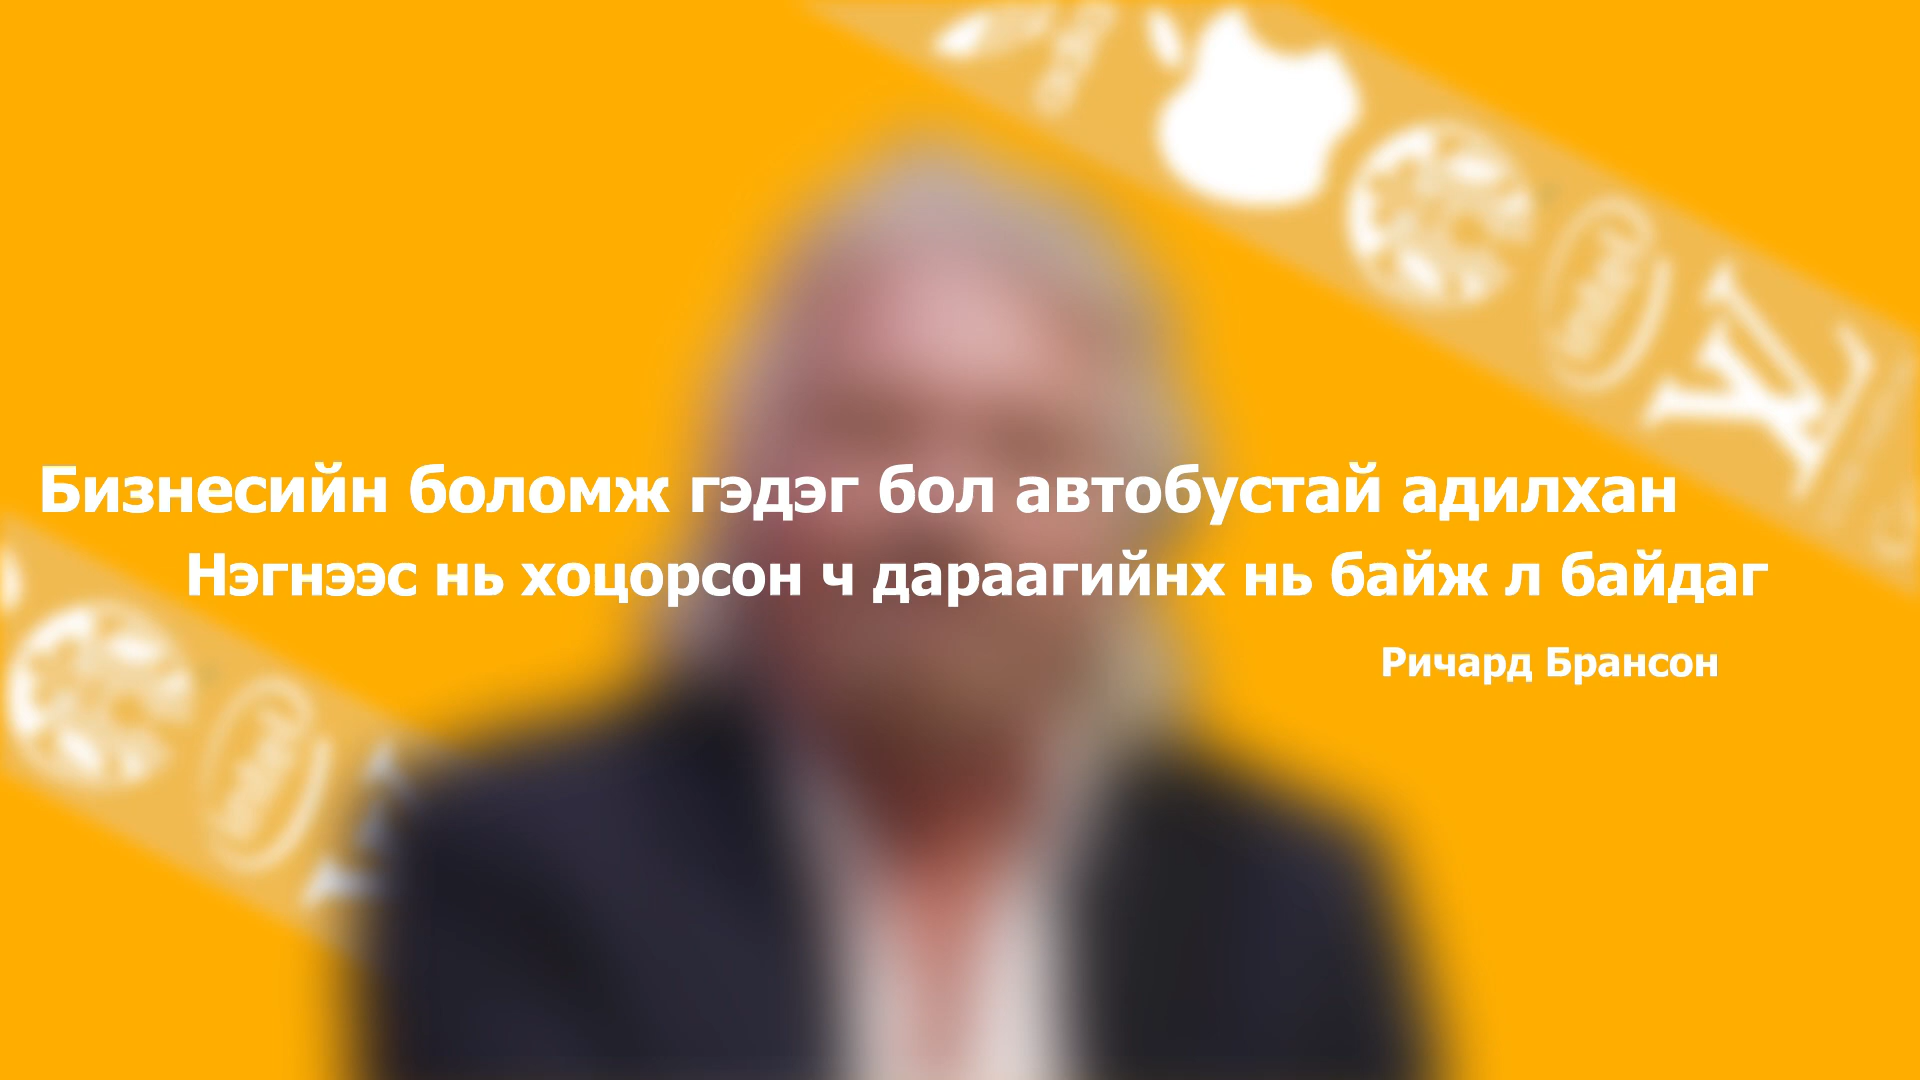 Бизнесийн боломж гэдэг бол автобустай адилхан
Нэгнээс нь хоцорсон ч дараагийнх нь байж л байдаг
Ричард Брансон